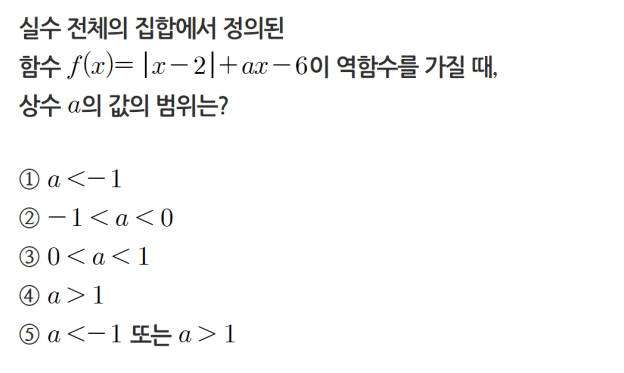 실수 전체의 집합에서 정의된
함수 f(x)= |x−2|+ax−6이 역함수를 가질 때,
상수 a의 값의 범위는?
① a<−1
② −1<a<0
③ 0<a<1
④ a>1
⑤ a<−1 또는 a>1